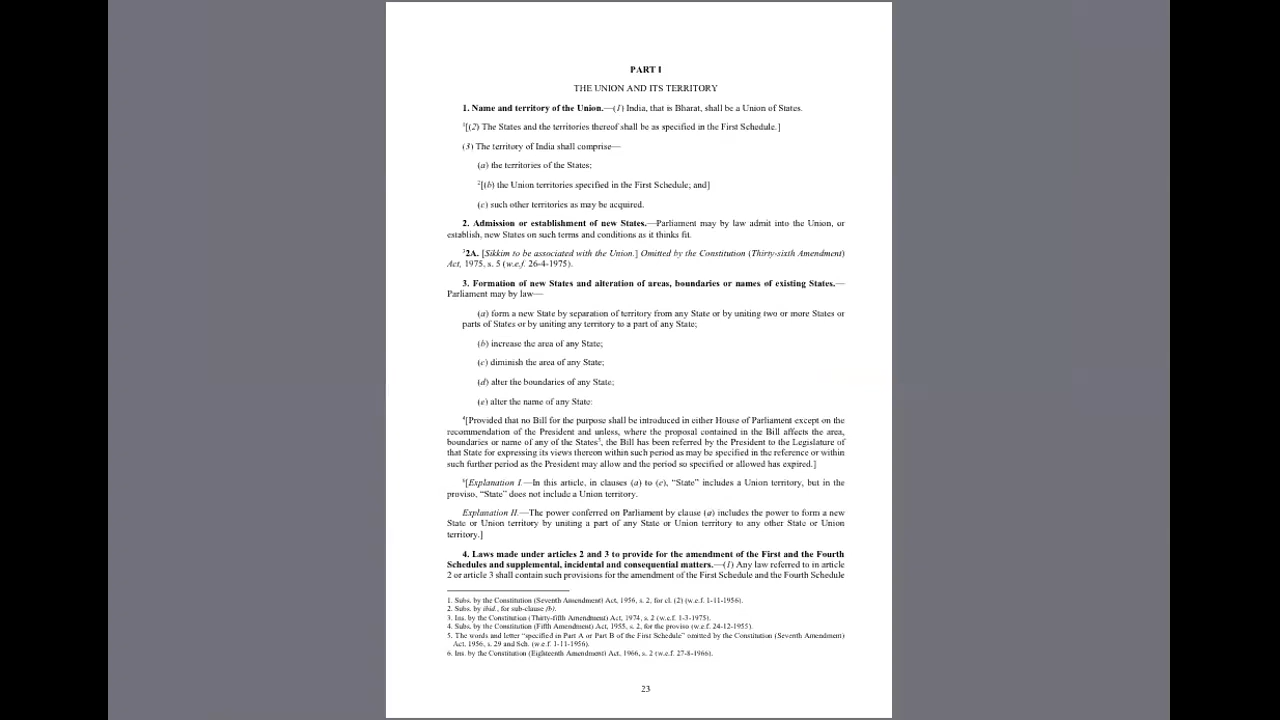 PART I
THE UNION AND ITS TERRITORY
1. Name and territory of the Union.—(1) India, that is Bharat, shall be a Union of States.
1[(2) The States and the territories thereof shall be as specified in the First Schedule.]
(3) The territory of India shall comprise—
(a) the territories of the States;
2[(b) the Union territories specified in the First Schedule; and]
(c) such other territories as may be acquired.
2. Admission or establishment of new States.—Parliament may by law admit into the Union, or
establish, new States on such terms and conditions as it thinks fit.
32A. [Sikkim to be associated with the Union.] Omitted by the Constitution (Thirty-sixth Amendment)
Act, 1975, s. 5 (w.e.f. 26-4-1975).
3. Formation of new States and alteration of areas, boundaries or names of existing States.—
Parliament may by law—
(a) form a new State by separation of territory from any State or by uniting two or more States or
parts of States or by uniting any territory to a part of any State;
(b) increase the area of any State;
(c) diminish the area of any State;
(d) alter the boundaries of any State;
(e) alter the name of any State:
4[Provided that no Bill for the purpose shall be introduced in either House of Parliament except on the
recommendation of the President and unless, where the proposal contained in the Bill affects the area,
boundaries or name of any of the States5, the Bill has been referred by the President to the Legislature of
that State for expressing its views thereon within such period as may be specified in the reference or within
such further period as the President may allow and the period so specified or allowed has expired.]
6[Explanation I.—In this article, in clauses (a) to (e), “State” includes a Union territory, but in the
proviso, “State” does not include a Union territory.
Explanation II.—The power conferred on Parliament by clause (a) includes the power to form a new
State or Union territory by uniting a part of any State or Union territory to any other State or Union
territory.]
4. Laws made under articles 2 and 3 to provide for the amendment of the First and the Fourth
Schedules and supplemental, incidental and consequential matters.—(1) Any law referred to in article
2 or article 3 shall contain such provisions for the amendment of the First Schedule and the Fourth Schedule
1. Subs. by the Constitution (Seventh Amendment) Act, 1956, s. 2, for cl. (2) (w.e.f. 1-11-1956).
2. Subs. by ibid., for sub-clause (b).
3. Ins. by the Constitution (Thirty-fifth Amendment) Act, 1974, s. 2 (w.e.f. 1-3-1975).
4. Subs. by the Constitution (Fifth Amendment) Act, 1955, s. 2, for the proviso (w.e.f. 24-12-1955).
5. The words and letter “specified in Part A or Part B of the First Schedule” omitted by the Constitution (Seventh Amendment)
Act, 1956, s. 29 and Sch. (w.e.f. 1-11-1956).
6. Ins. by the Constitution (Eighteenth Amendment) Act, 1966, s. 2 (w.e.f. 27-8-1966).
23